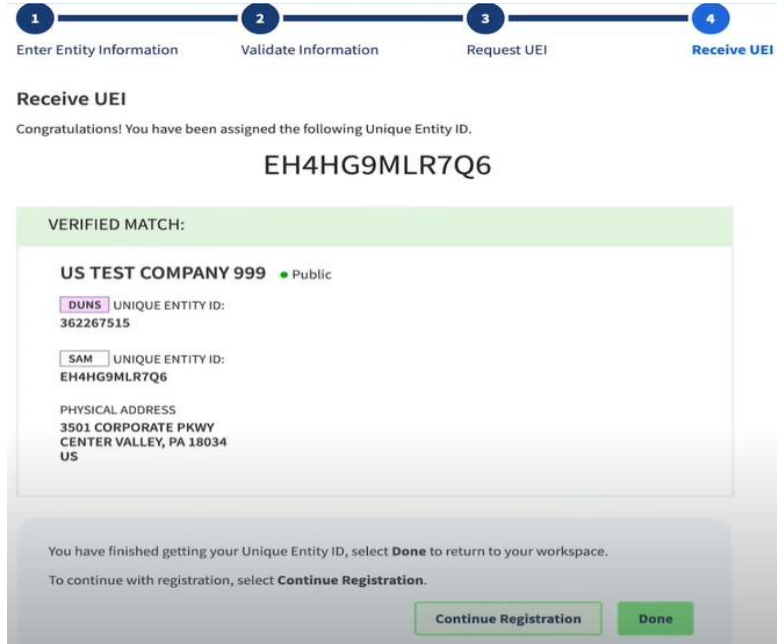 1 2 3 4
Enter Entity Information Validate Information Request UEI Receive UEI
Receive UEI
Congratulations! You have been assigned the following Unique Entity ID.
EH4HG9MLR7Q6
VERIFIED MATCH:
US TEST COMPANY 999 Public
DUNS UNIQUE ENTITY ID:
362267515
SAM UNIQUE ENTITY ID:
EH4HG9MLR7Q6
PHYSICAL ADDRESS
3501 CORPORATE PKWY
CENTER VALLEY, PA 18034
US
You have finished getting your Unique Entity ID, select Done to return to your workspace.
To continue with registration, select Continue Registration.
Continue Registration Done